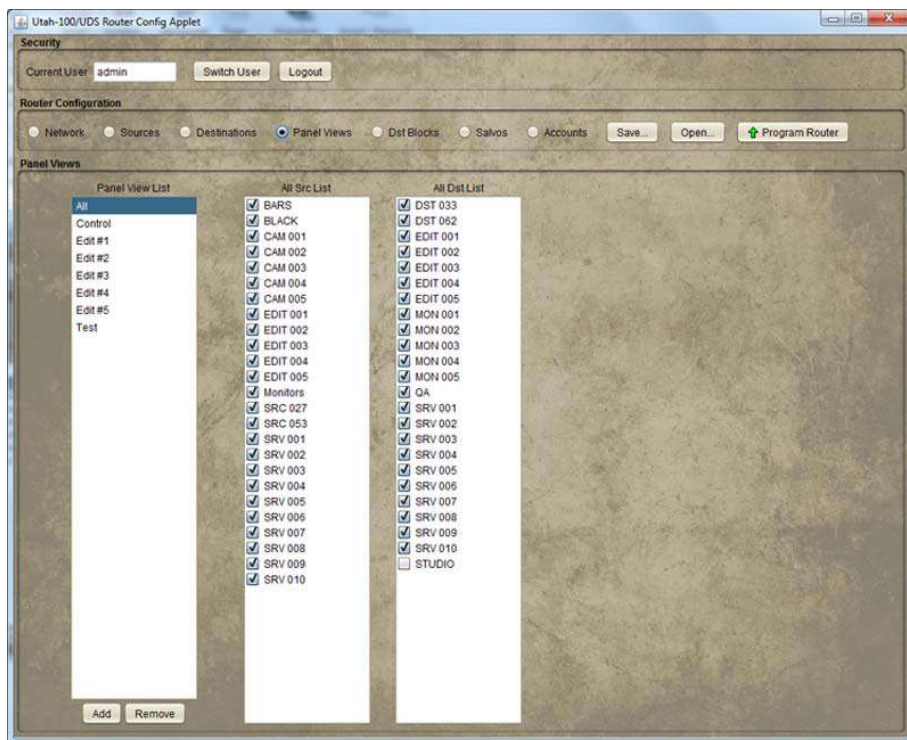 Utah-100/UDS Router Config Applet
Security
Current User admin Switch User Logout
Router Configuration
Network Sources Destinations Panel Views Dst Blocks Salvos Accounts Save... Open... Program Router
Panel Views
Panel View List
All
Control
Edit #1
Edit #2
Edit #3
Edit #4
Edit #5
Test
Add Remove
All Src List
BARS
BLACK
CAM 001
CAM 002
CAM 003
CAM 004
CAM 005
EDIT 001
EDIT 002
EDIT 003
EDIT 004
EDIT 005
Monitors
SRC 027
SRC 053
SRV 001
SRV 002
SRV 003
SRV 004
SRV 005
SRV 006
SRV 007
SRV 008
SRV 009
SRV 010
All Dst List
DST 033
DST 062
EDIT 001
EDIT 002
EDIT 003
EDIT 004
EDIT 005
MON 001
MON 002
MON 003
MON 004
MON 005
QA
SRV 001
SRV 002
SRV 003
SRV 004
SRV 005
SRV 006
SRV 007
SRV 008
SRV 009
SRV 010
STUDIO